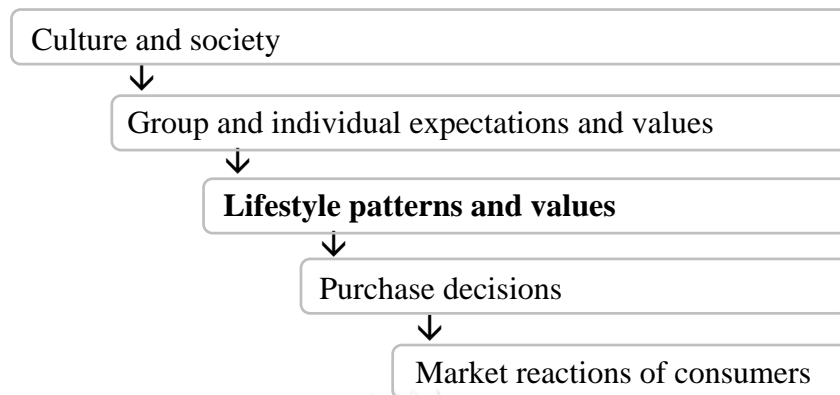 Culture and society
Group and individual expectations and values
Lifestyle patterns and values
Purchase decisions
Market reactions of consumers